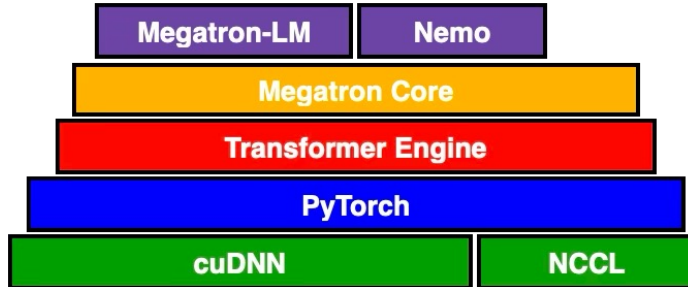 Megatron-LM Nemo
Megatron Core
Transformer Engine
PyTorch
cuDNN NCCL